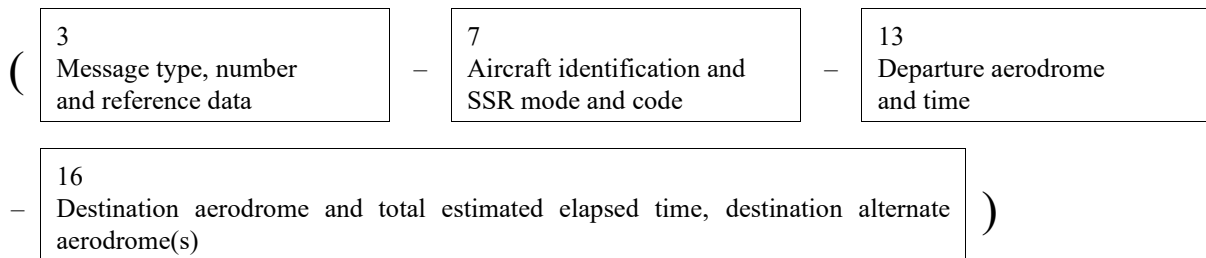 ( 3 7 13
Message type, number – Aircraft identification and – Departure aerodrome
and reference data SSR mode and code and time
16
– Destination aerodrome and total estimated elapsed time, destination alternate )
aerodrome(s)